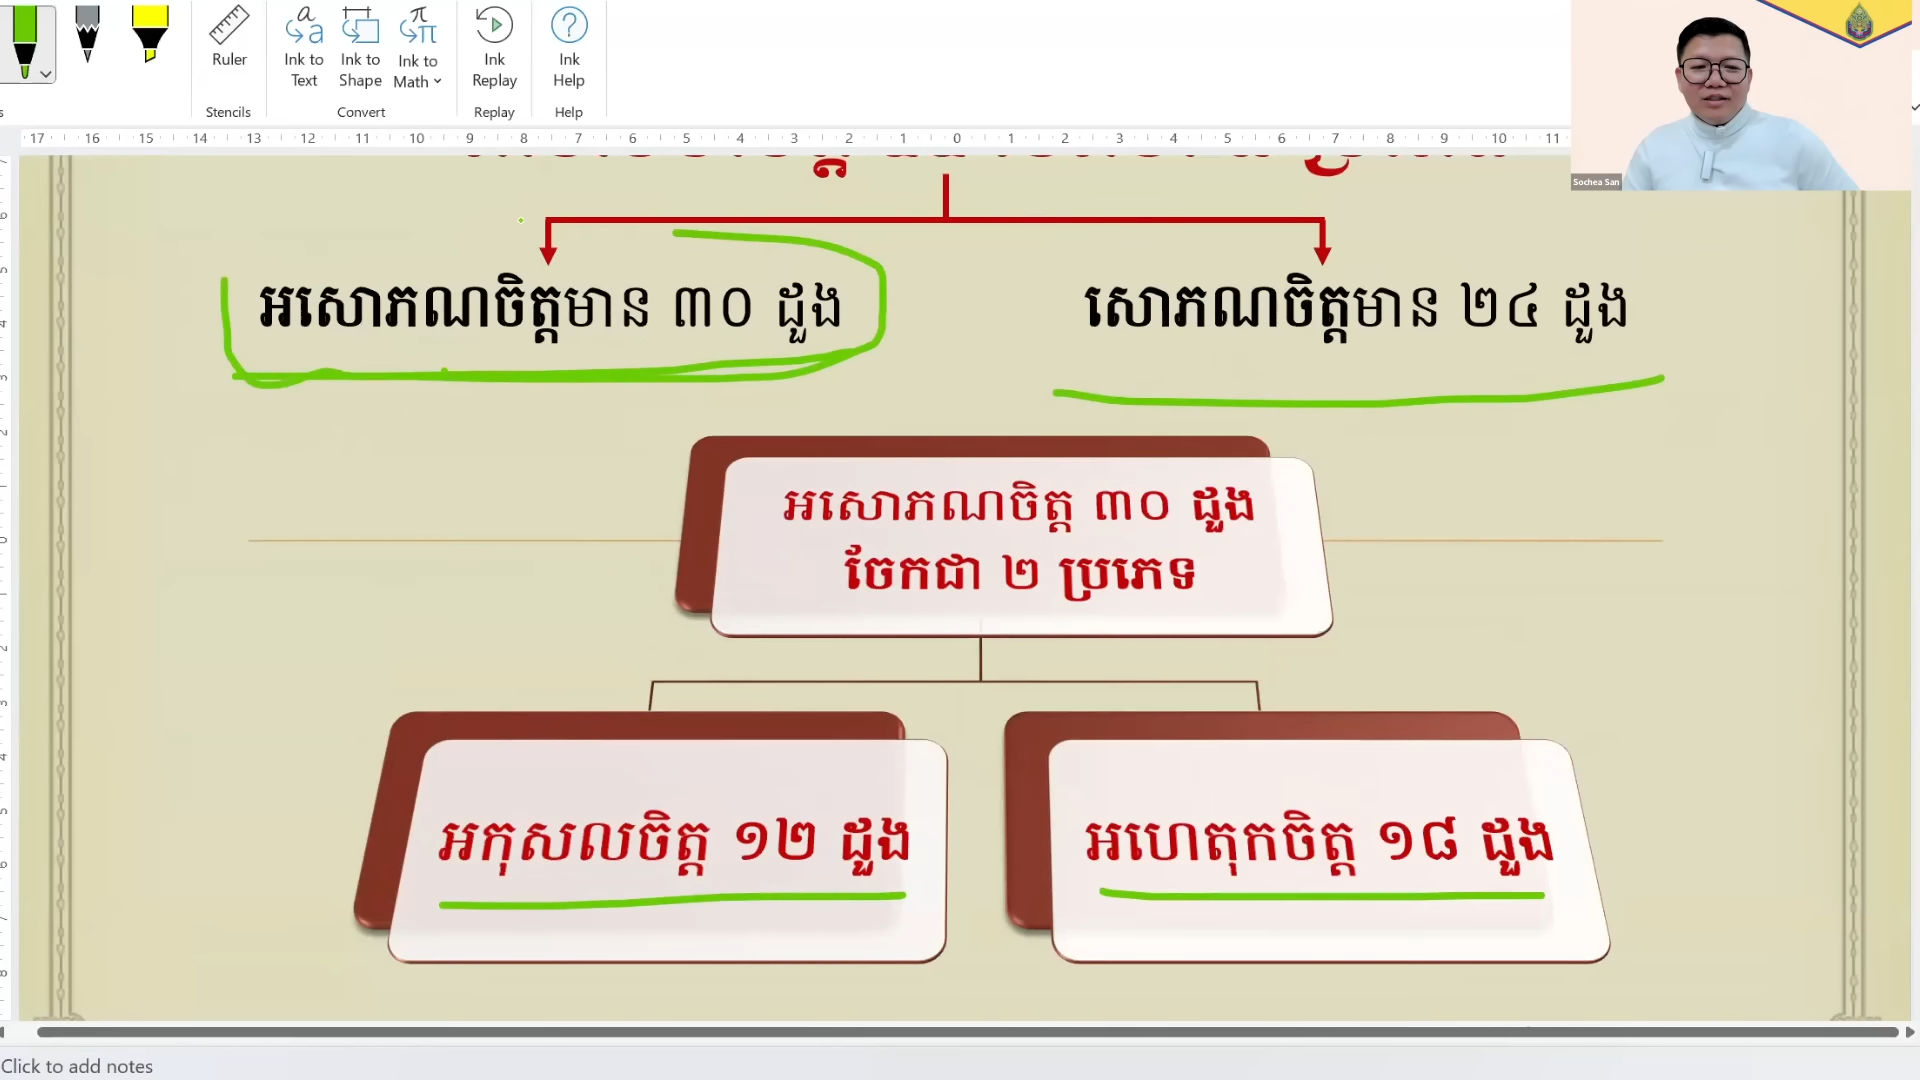 Ruler
Ink to Text
Ink to Shape
Ink to Math
Ink Replay
Ink Help
Stencils
Convert
Replay
Help
17 16 15 14 13 12 11 10 9 8 7 6 5 4 3 2 1 0 1 2 3 4 5 6 7 8 9 10 11
Sochea San
អសោភណចិត្តមាន ៣០ ដួង
សោភណចិត្តមាន ២៤ ដួង
អសោភណចិត្ត ៣០ ដួង
ចែកជា ២ ប្រភេទ
អកុសលចិត្ត ១២ ដួង
អហេតុកចិត្ត ១៨ ដួង
Click to add notes